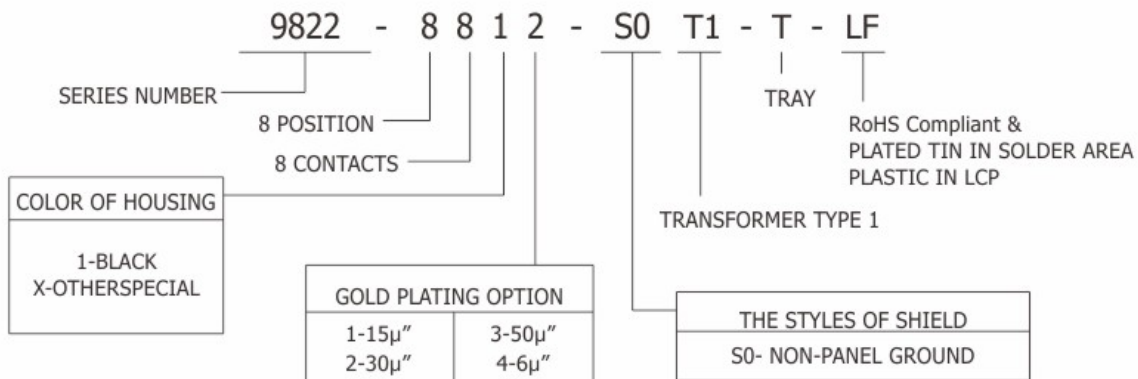 9822 - 8 8 1 2 - S0 T1 - T - LF
SERIES NUMBER
8 POSITION
8 CONTACTS
TRAY
RoHS Compliant &
PLATED TIN IN SOLDER AREA
PLASTIC IN LCP
COLOR OF HOUSING
1-BLACK
X-OTHERSPECIAL
TRANSFORMER TYPE 1
GOLD PLATING OPTION
1-15µ" 3-50µ"
2-30µ" 4-6µ"
THE STYLES OF SHIELD
S0- NON-PANEL GROUND